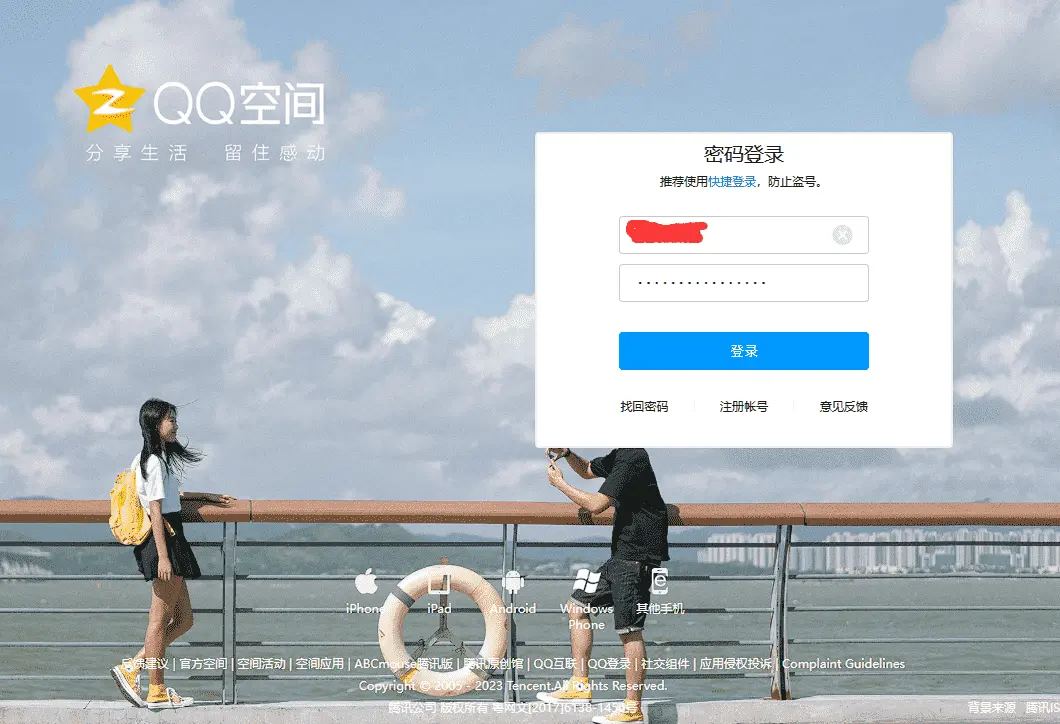 QQ空间
分享生活 留住感动
密码登录
推荐使用快捷登录，防止盗号。
登录
找回密码 注册帐号 意见反馈
iPhone iPad Android Windows Phone 其他手机
反馈建议 | 官方空间 | 空间活动 | 空间应用 | ABCmouse腾讯版 | 腾讯原创馆 | QQ互联 | QQ登录 | 社交组件 | 应用侵权投诉 | Complaint Guidelines
Copyright © 2005 - 2023 Tencent.All Rights Reserved.
腾讯公司 版权所有 粤网文[2017]6138-1456号
背景来源 腾讯